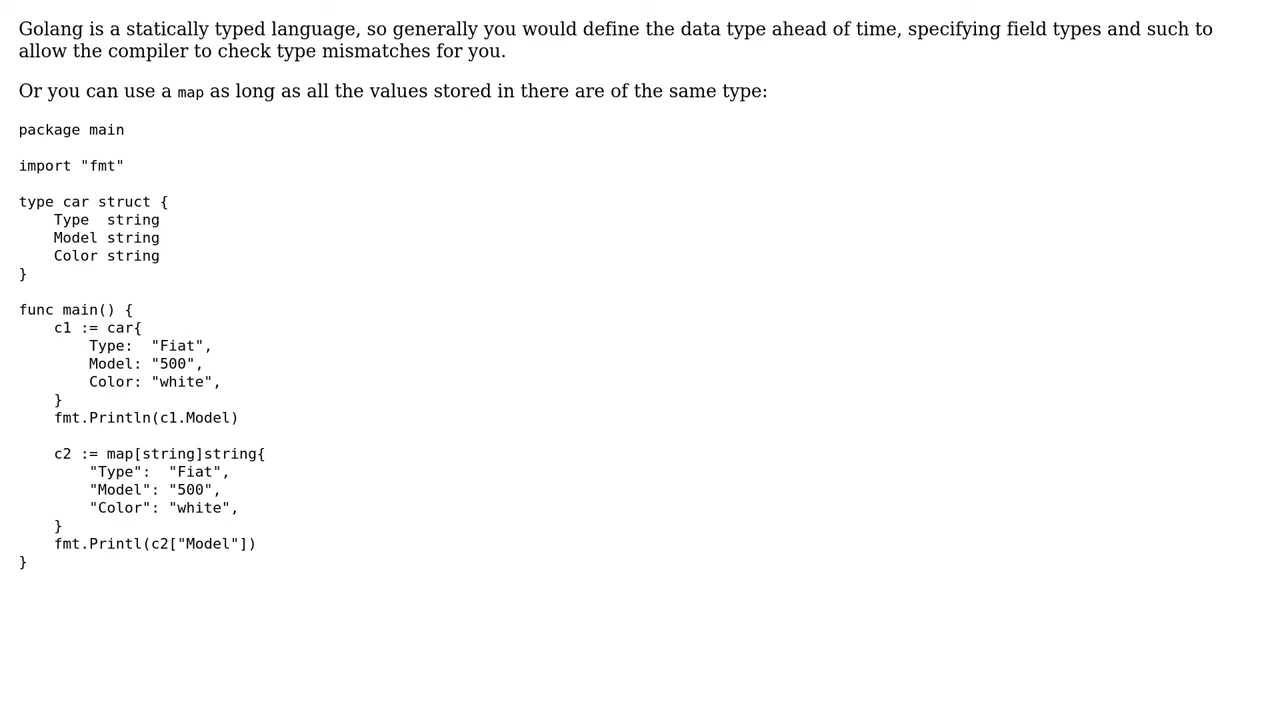 Golang is a statically typed language, so generally you would define the data type ahead of time, specifying field types and such to
allow the compiler to check type mismatches for you.
Or you can use a map as long as all the values stored in there are of the same type:
package main
import "fmt"
type car struct {
    Type  string
    Model string
    Color string
}
func main() {
    c1 := car{
        Type:  "Fiat",
        Model: "500",
        Color: "white",
    }
    fmt.Println(c1.Model)
    c2 := map[string]string{
        "Type":  "Fiat",
        "Model": "500",
        "Color": "white",
    }
    fmt.Printl(c2["Model"])
}